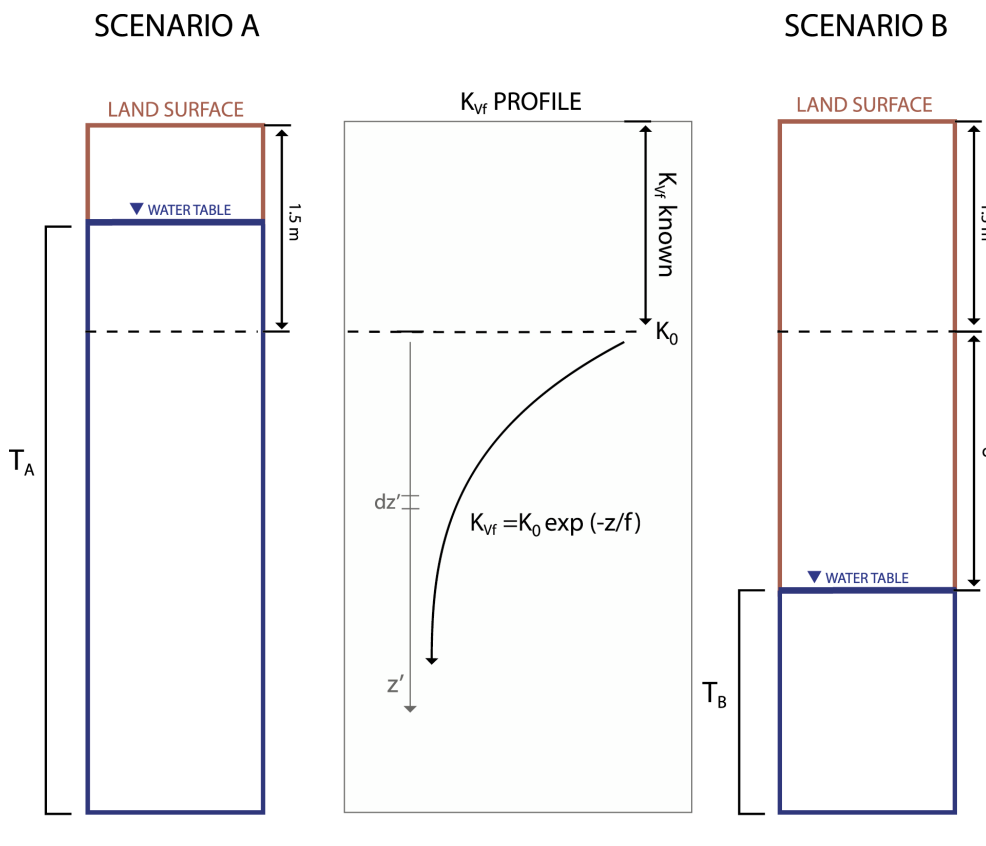 SCENARIO A
SCENARIO B
LAND SURFACE
K_Vf PROFILE
LAND SURFACE
WATER TABLE
1.5 m
K_Vf known
K_0
T_A
dz'
K_Vf =K_0 exp (-z/f)
WATER TABLE
z'
T_B